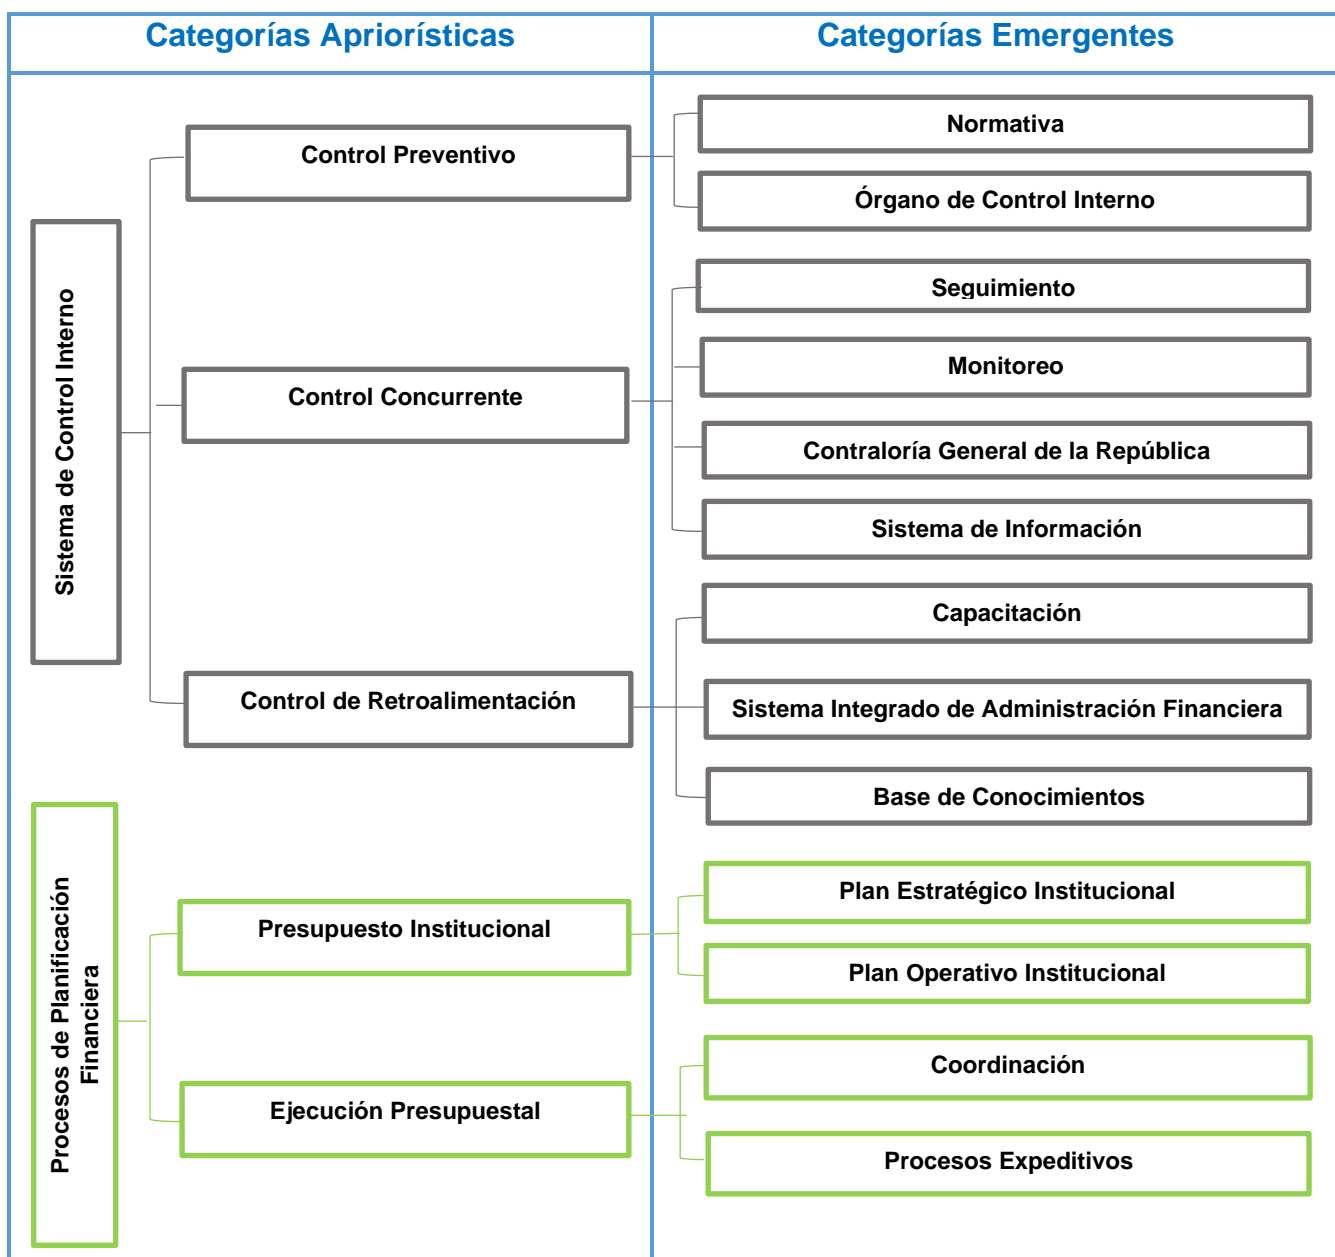 Categorías Apriorísticas
Categorías Emergentes
Sistema de Control Interno
Control Preventivo
Normativa
Órgano de Control Interno
Control Concurrente
Seguimiento
Monitoreo
Contraloría General de la República
Sistema de Información
Control de Retroalimentación
Capacitación
Sistema Integrado de Administración Financiera
Base de Conocimientos
Procesos de Planificación
Financiera
Presupuesto Institucional
Plan Estratégico Institucional
Plan Operativo Institucional
Ejecución Presupuestal
Coordinación
Procesos Expeditivos